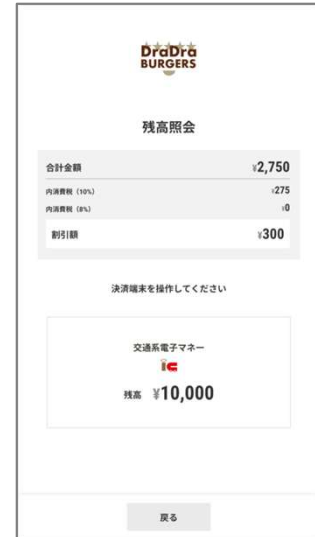 DraDra
BURGERS
残高照会
合計金額 ¥2,750
内消費税（10%） ¥275
内消費税（8%） ¥0
割引額 ¥300
決済端末を操作してください
交通系電子マネー
ic
残高 ¥10,000
戻る